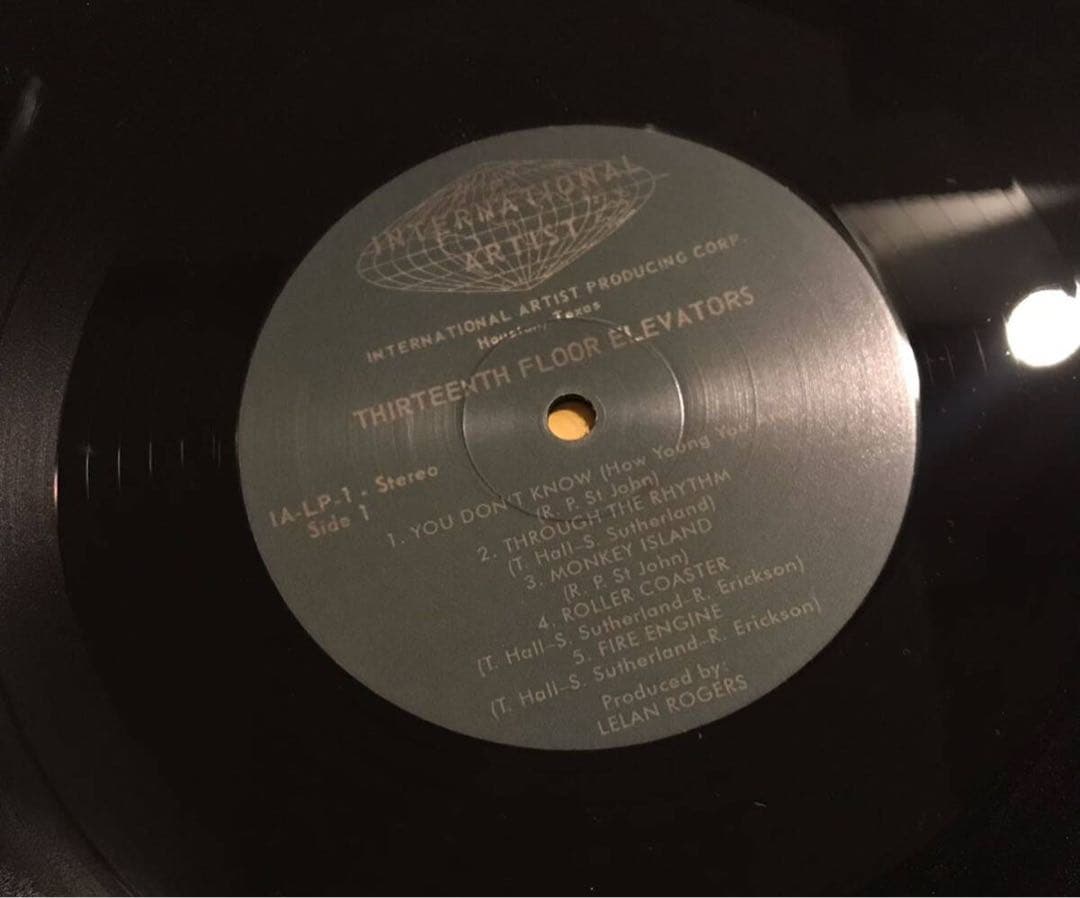 INTERNATIONAL
ARTIST
INTERNATIONAL ARTIST PRODUCING CORP.
Houston, Texas
THIRTEENTH FLOOR ELEVATORS
IA-LP-1 - Stereo
Side 1
1. YOU DON'T KNOW (How Young You
(R. P. St John)
2. THROUGH THE RHYTHM
(T. Hall-S. Sutherland)
3. MONKEY ISLAND
(R. P. St John)
4. ROLLER COASTER
(T. Hall-S. Sutherland-R. Erickson)
5. FIRE ENGINE
(T. Hall-S. Sutherland-R. Erickson)
Produced by:
LELAN ROGERS